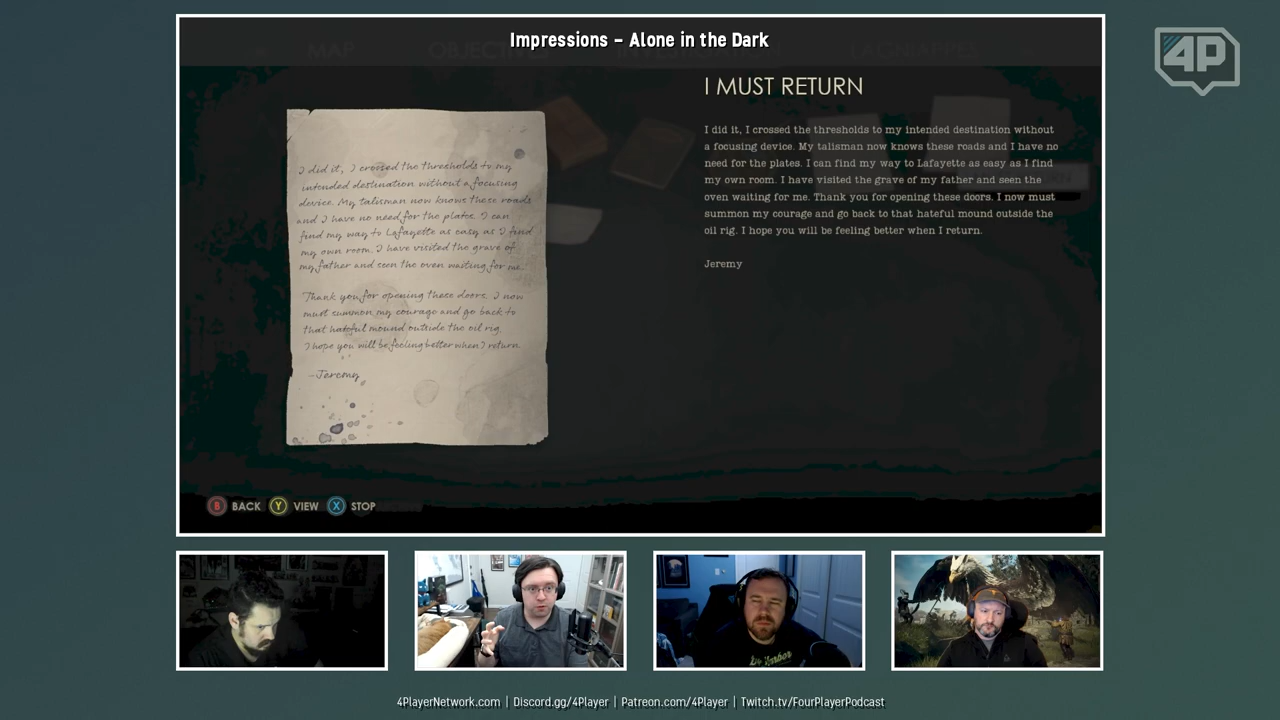 Impressions – Alone in the Dark
MAP
4P
I MUST RETURN
I did it, I crossed the thresholds to my intended destination without
a focusing device. My talisman now knows these roads and I have no
need for the plates. I can find my way to Lafayette as easy as I find
my own room. I have visited the grave of my father and seen the
oven waiting for me. Thank you for opening these doors. I now must
summon my courage and go back to that hateful mound outside the
oil rig. I hope you will be feeling better when I return.
Jeremy
I did it, I crossed the thresholds to my
intended destination without a focusing
device. My talisman now knows these roads
and I have no need for the plates. I can
find my way to Lafayette as easy as I find
my own room. I have visited the grave of
my father and seen the oven waiting for me.
Thank you for opening these doors. I now
must summon my courage and go back to
that hateful mound outside the oil rig.
I hope you will be feeling better when I return.
-Jeremy
B BACK Y VIEW X STOP
4PlayerNetwork.com | Discord.gg/4Player | Patreon.com/4Player | Twitch.tv/FourPlayerPodcast